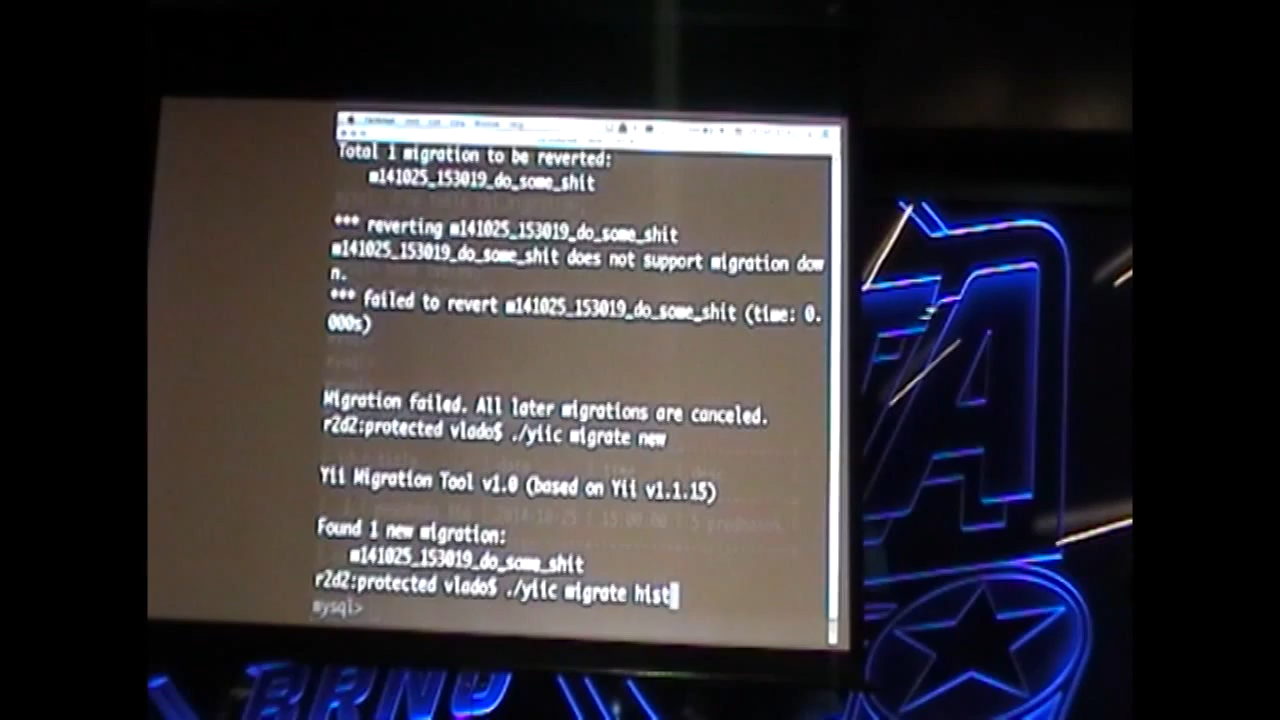 Total 1 migration to be reverted:
m141025_153019_do_some_shit
*** reverting m141025_153019_do_some_shit
m141025_153019_do_some_shit does not support migration dow
n.
*** failed to revert m141025_153019_do_some_shit (time: 0.
000s)
Migration failed. All later migrations are canceled.
r2d2:protected vlado$ ./yiic migrate new
Yii Migration Tool v1.0 (based on Yii v1.1.15)
Found 1 new migration:
m141025_153019_do_some_shit
r2d2:protected vlado$ ./yiic migrate hist
mysql>
BRNO